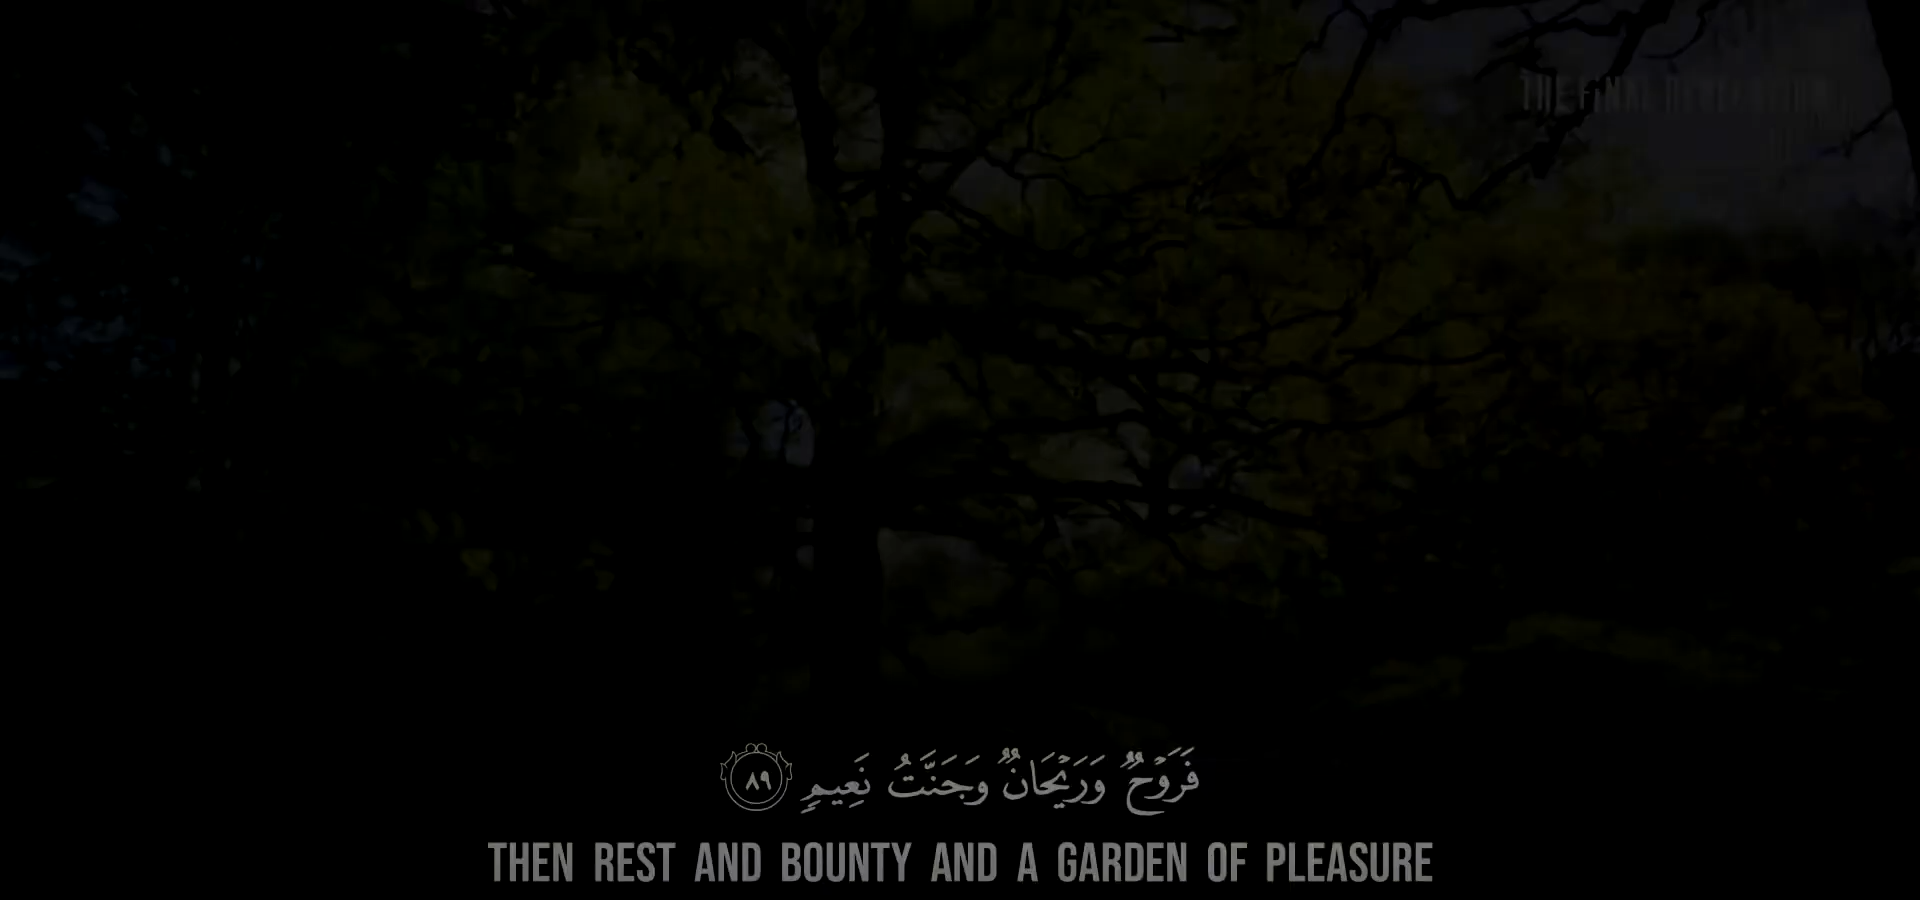 فَرَوْحٌ وَرَيْحَانٌ وَجَنَّتُ نَعِيمٍ ٨٩
THEN REST AND BOUNTY AND A GARDEN OF PLEASURE